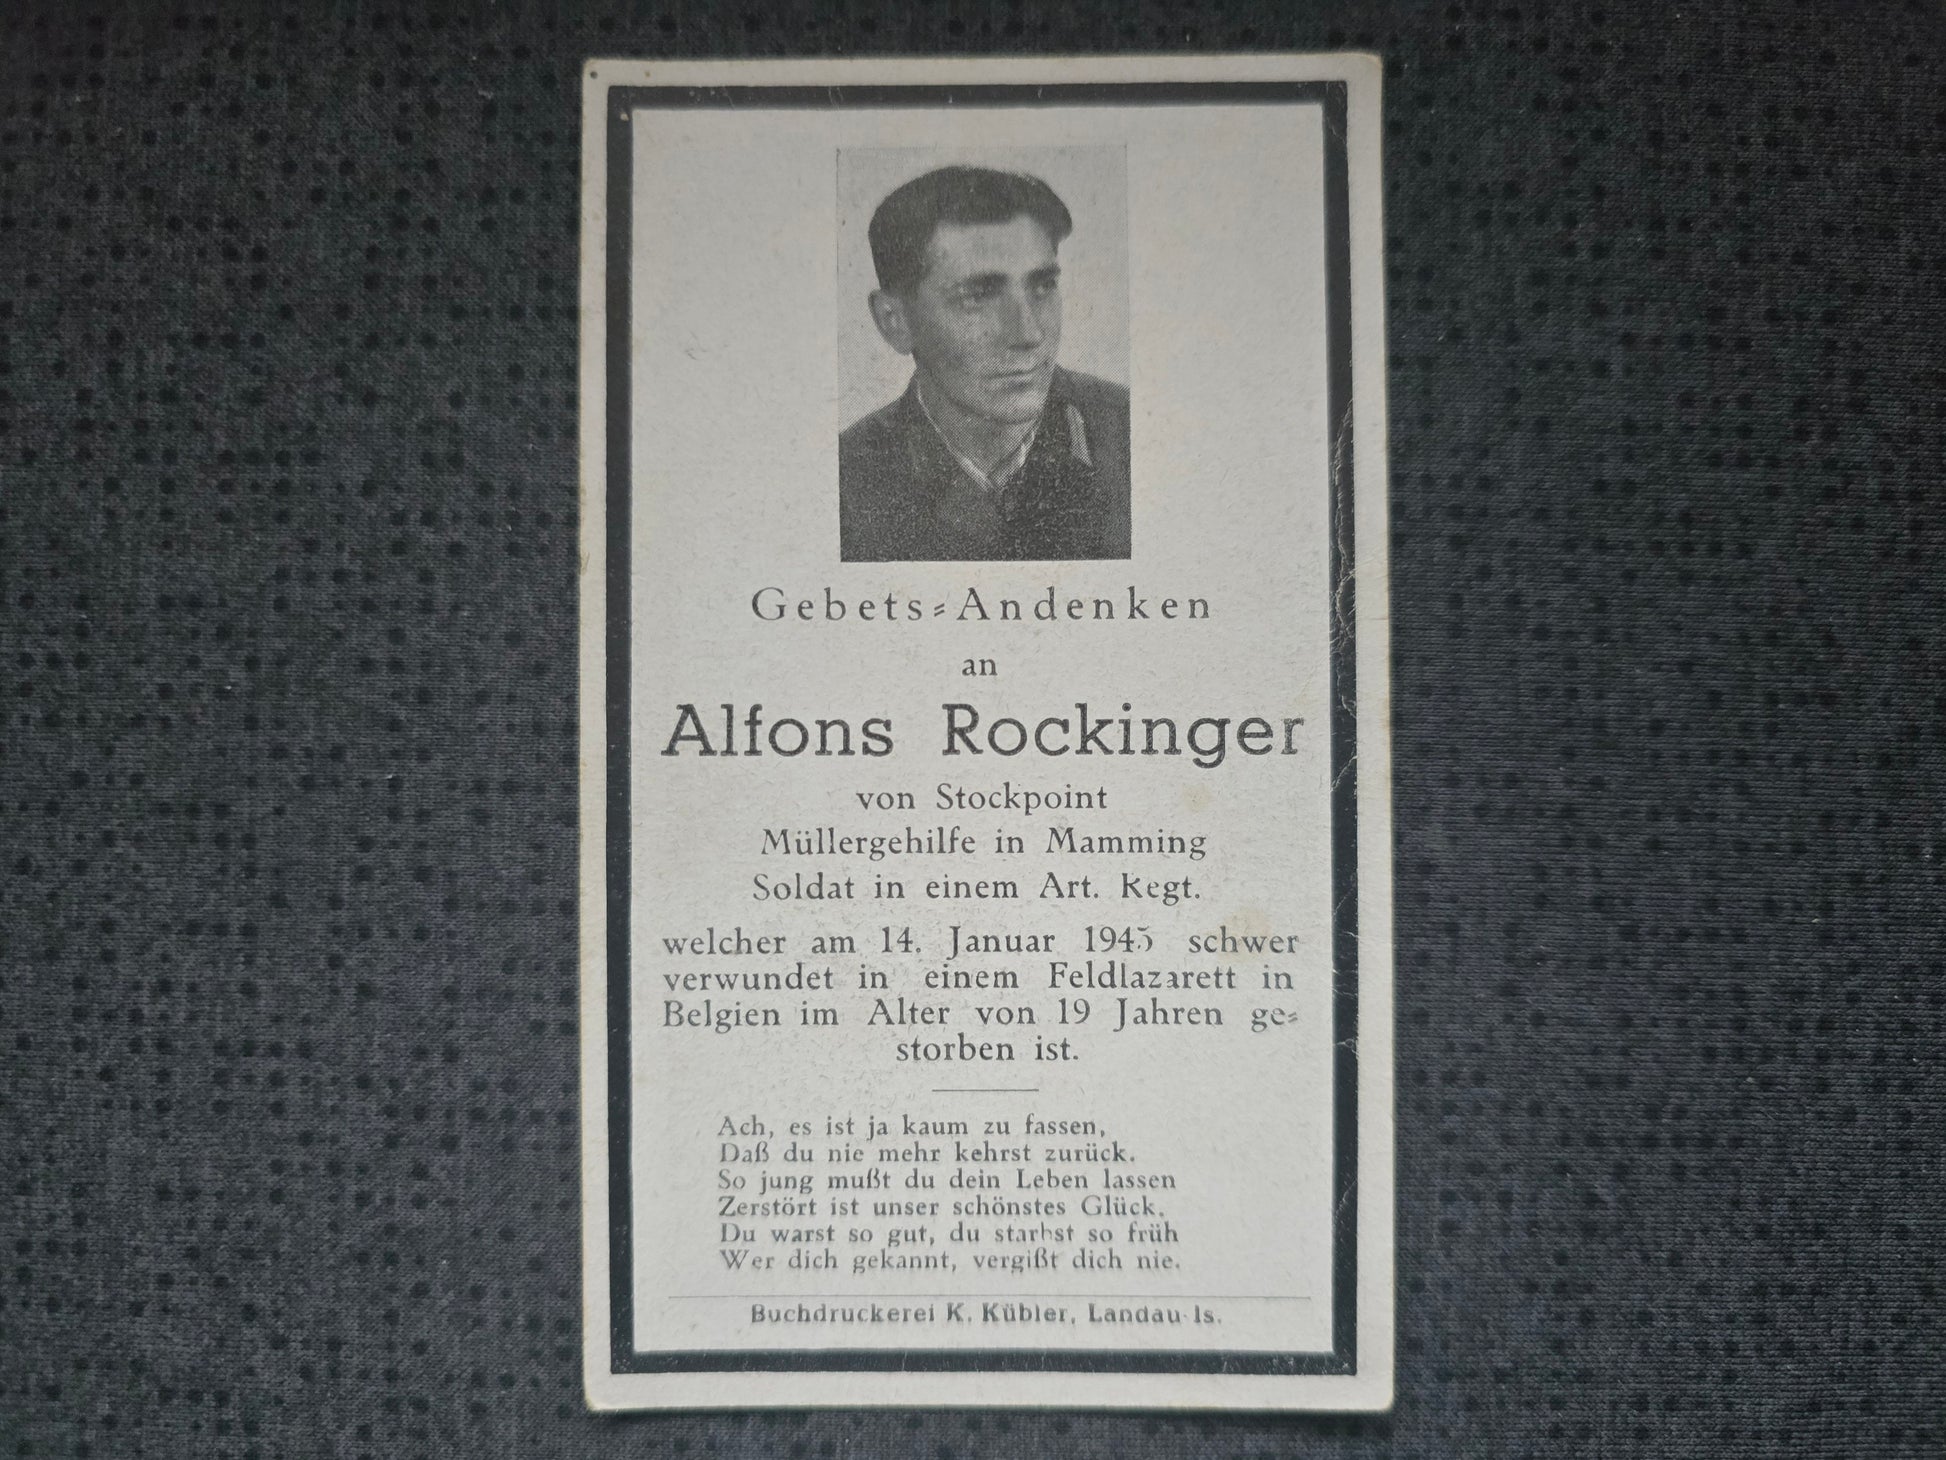 Gebets-Andenken
an
Alfons Rockinger
von Stockpoint
Müllergehilfe in Mamming
Soldat in einem Art. Regt.
welcher am 14. Januar 1945 schwer
verwundet in einem Feldlazarett in
Belgien im Alter von 19 Jahren ge-
storben ist.
Ach, es ist ja kaum zu fassen,
Daß du nie mehr kehrst zurück.
So jung mußt du dein Leben lassen
Zerstört ist unser schönstes Glück.
Du warst so gut, du starbst so früh
Wer dich gekannt, vergißt dich nie.
Buchdruckerei K. Kübler, Landau-Is.